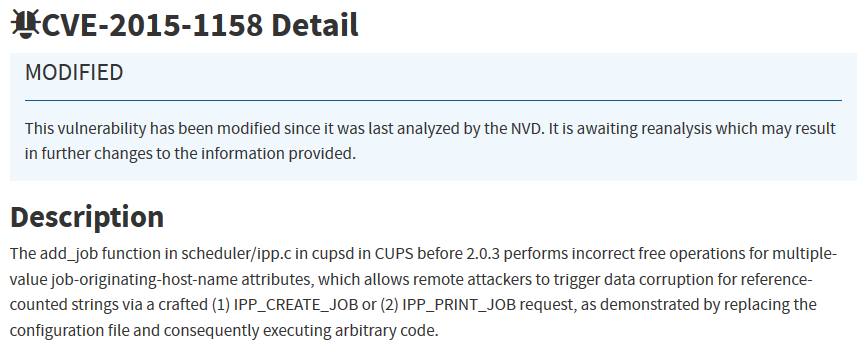 CVE-2015-1158 Detail
MODIFIED
This vulnerability has been modified since it was last analyzed by the NVD. It is awaiting reanalysis which may result
in further changes to the information provided.
Description
The add_job function in scheduler/ipp.c in cupsd in CUPS before 2.0.3 performs incorrect free operations for multiple-
value job-originating-host-name attributes, which allows remote attackers to trigger data corruption for reference-
counted strings via a crafted (1) IPP_CREATE_JOB or (2) IPP_PRINT_JOB request, as demonstrated by replacing the
configuration file and consequently executing arbitrary code.